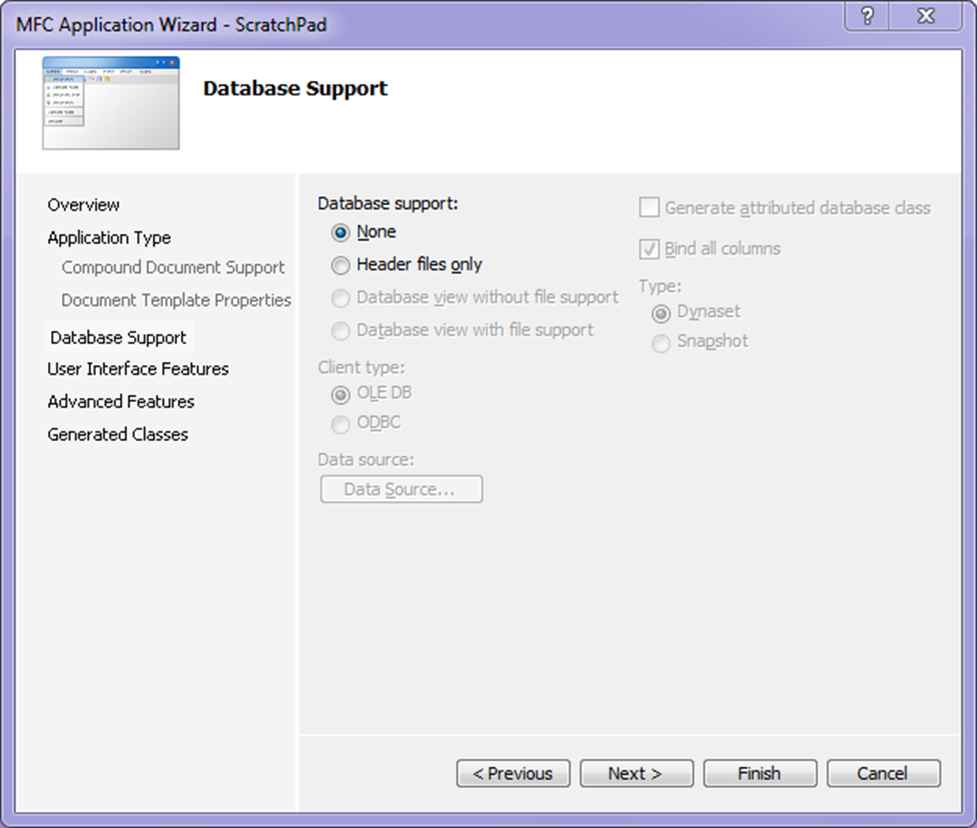 MFC Application Wizard - ScratchPad
?
Database Support
Overview
Application Type
Compound Document Support
Document Template Properties
Database Support
User Interface Features
Advanced Features
Generated Classes
Database support:
None
Header files only
Database view without file support
Database view with file support
Client type:
OLE DB
ODBC
Data source:
Data Source...
Generate attributed database class
Bind all columns
Type:
Dynaset
Snapshot
< Previous
Next >
Finish
Cancel